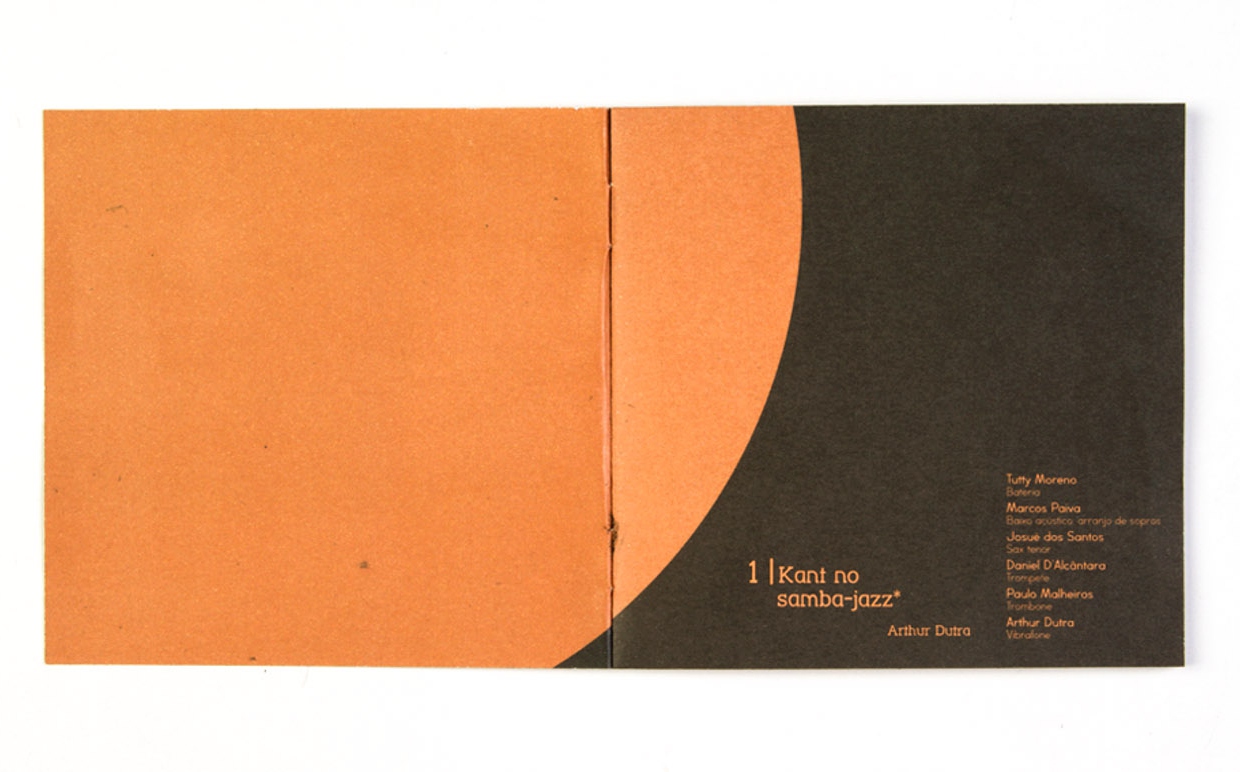 1 | Kant no
samba-jazz*
Arthur Dutra
Tutty Moreno
Bateria
Marcos Paiva
Baixo acústico, arranjo de sopros
Josué dos Santos
Sax tenor
Daniel D'Alcântara
Trompete
Paulo Malheiros
Trombone
Arthur Dutra
Vibrafone